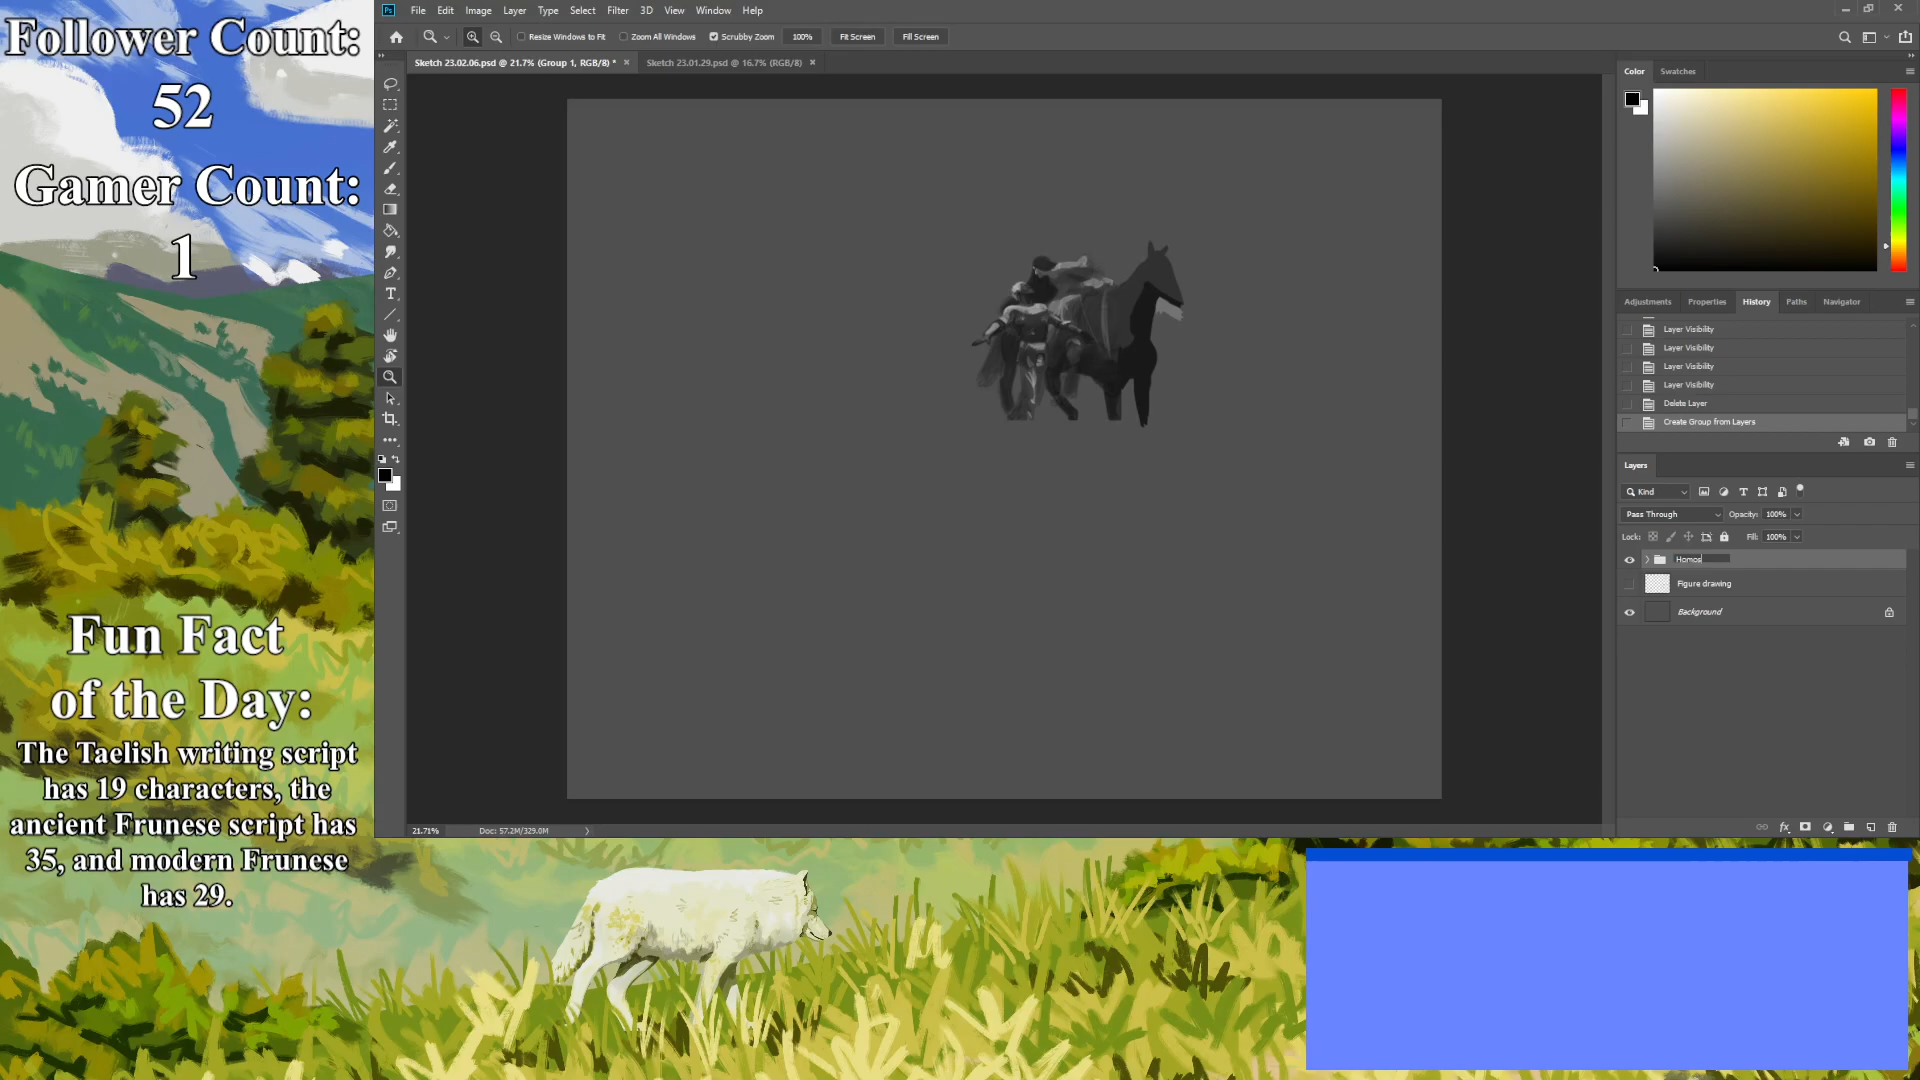 Follower Count:
52
Gamer Count:
1
Fun Fact
of the Day:
The Taelish writing script
has 19 characters, the
ancient Frunese script has
35, and modern Frunese
has 29.
Ps File Edit Image Layer Type Select Filter 3D View Window Help
Resize Windows to Fit Zoom All Windows Scrubby Zoom 100% Fit Screen Fill Screen
Sketch 23.02.06.psd @ 21.7% (Group 1, RGB/8) * × Sketch 23.01.29.psd @ 16.7% (RGB/8) ×
21.71% Doc: 57.2M/329.0M
Color Swatches
Adjustments Properties History Paths Navigator
Layer Visibility
Layer Visibility
Layer Visibility
Layer Visibility
Delete Layer
Create Group from Layers
Layers
Kind
Pass Through Opacity: 100%
Lock: Fill: 100%
Homos
Figure drawing
Background